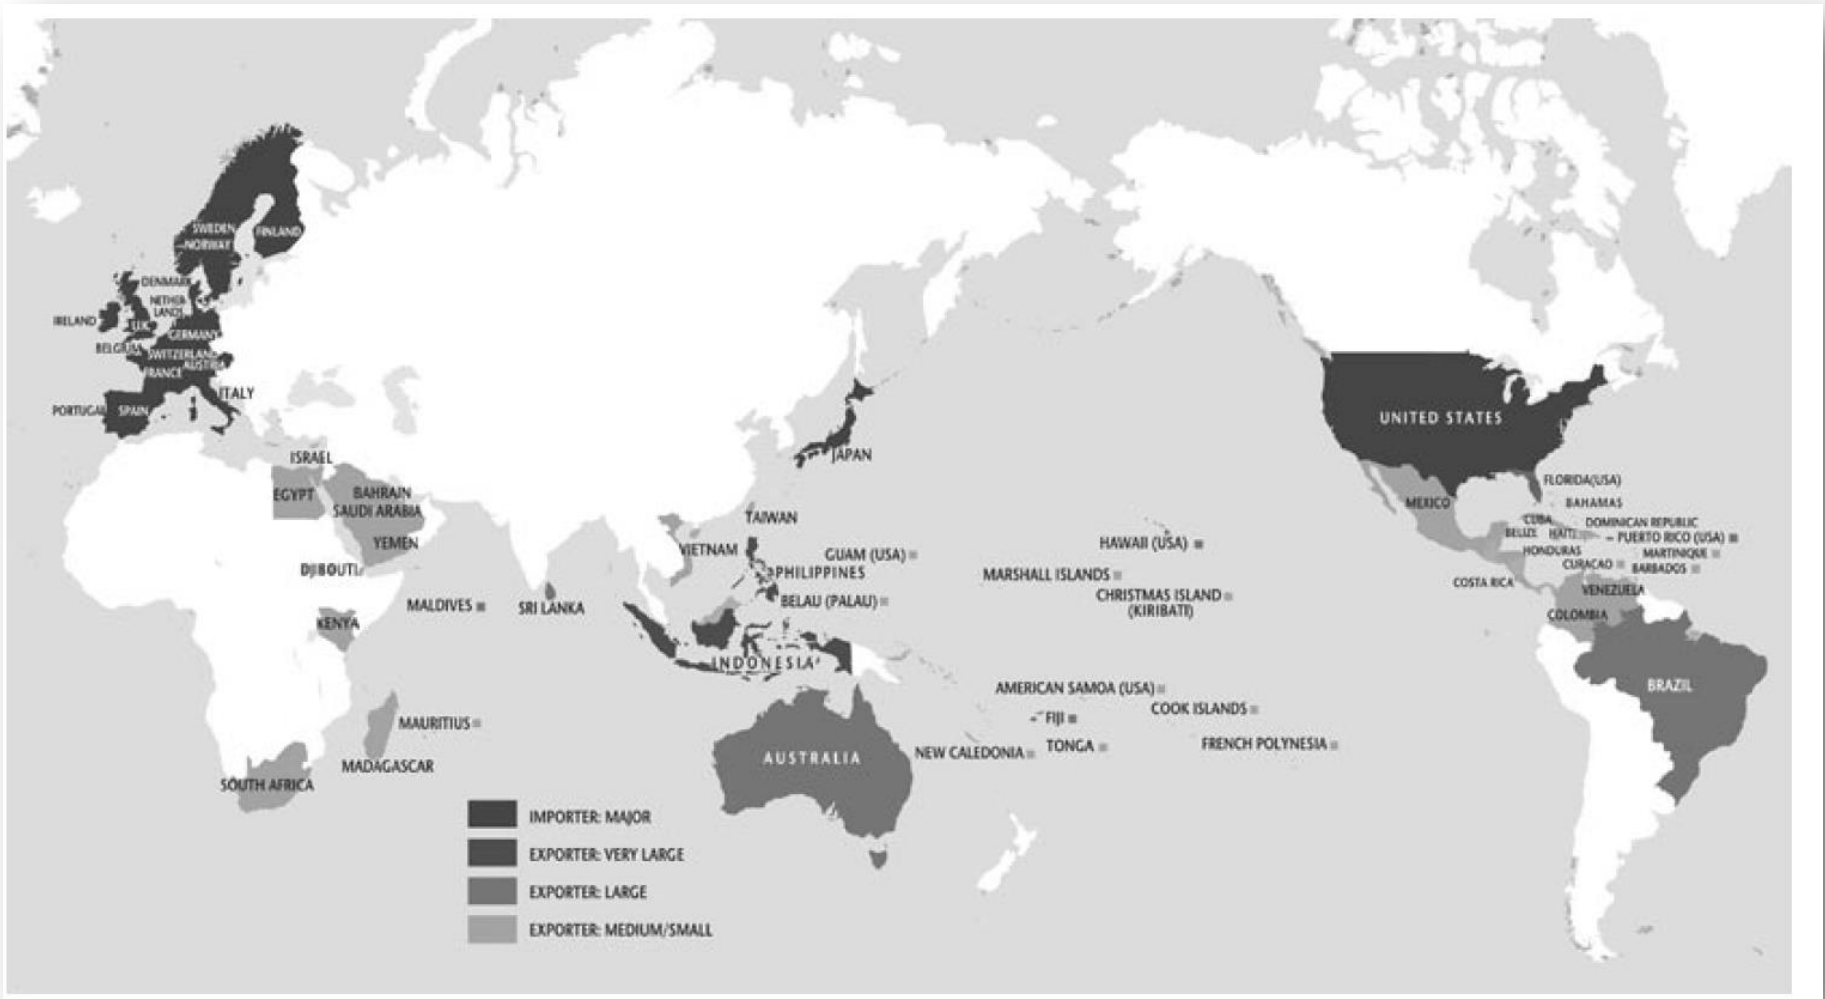 SWEDEN
NORWAY
FINLAND
DENMARK
NETHER
LANDS
IRELAND
U.K.
GERMANY
BELGIUM
SWITZERLAND
AUSTRIA
FRANCE
ITALY
PORTUGAL
SPAIN
ISRAEL
EGYPT
BAHRAIN
SAUDI ARABIA
YEMEN
DJIBOUTI
KENYA
MALDIVES
SRI LANKA
MAURITIUS
MADAGASCAR
SOUTH AFRICA
JAPAN
TAIWAN
VIETNAM
PHILIPPINES
GUAM (USA)
BELAU (PALAU)
INDONESIA
AUSTRALIA
HAWAII (USA)
MARSHALL ISLANDS
CHRISTMAS ISLAND
(KIRIBATI)
AMERICAN SAMOA (USA)
COOK ISLANDS
FIJI
NEW CALEDONIA
TONGA
FRENCH POLYNESIA
UNITED STATES
FLORIDA(USA)
MEXICO
BAHAMAS
CUBA
DOMINICAN REPUBLIC
BELIZE
HAITI
PUERTO RICO (USA)
HONDURAS
MARTINIQUE
CURACAO
BARBADOS
COSTA RICA
VENEZUELA
COLOMBIA
BRAZIL
IMPORTER: MAJOR
EXPORTER: VERY LARGE
EXPORTER: LARGE
EXPORTER: MEDIUM/SMALL